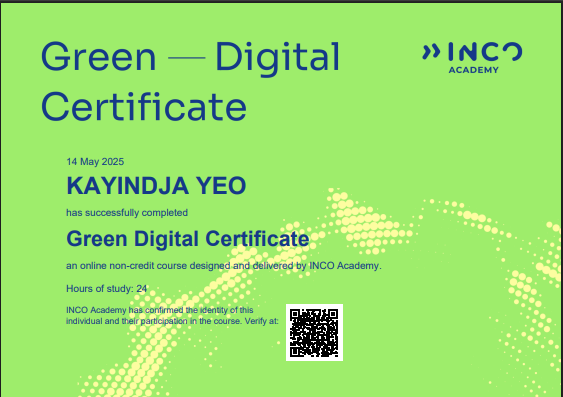 Green — Digital
Certificate
INCO
ACADEMY
14 May 2025
KAYINDJA YEO
has successfully completed
Green Digital Certificate
an online non-credit course designed and delivered by INCO Academy.
Hours of study: 24
INCO Academy has confirmed the identity of this
individual and their participation in the course. Verify at: